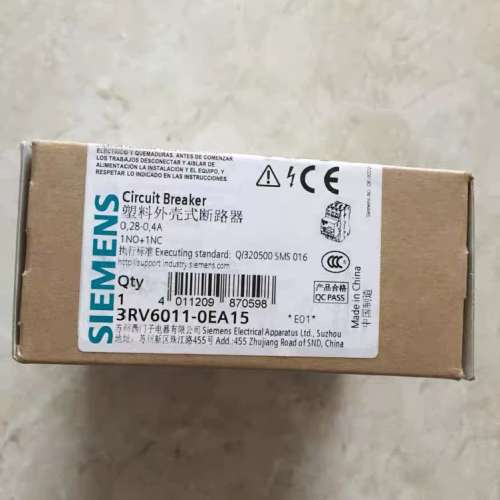 ELÉCTRICO Y QUEMADURAS. ANTES DE COMENZAR
LOS TRABAJOS DESCONECTAR Y AISLAR DE
ALIMENTACIÓN LA INSTALACIÓN Y EL EQUIPO, Y
RESPETAR LO INDICADO EN LAS INSTRUCCIONES
SIEMENS
Circuit Breaker
塑料外壳式断路器
0,28-0,4A
1NO+1NC
执行标准 Executing standard: Q/320500 SMS 016
http://support.industry.siemens.com
Qty
1 4 011209 870598
3RV6011-0EA15
*E01*
苏州西门子电器有限公司 Siemens Electrical Apparatus Ltd., Suzhou
地址: 苏州新区珠江路455号 Add: 455 Zhujiang Road of SND, China
CE
产品合格
QC PASS
Made in China
中国制造